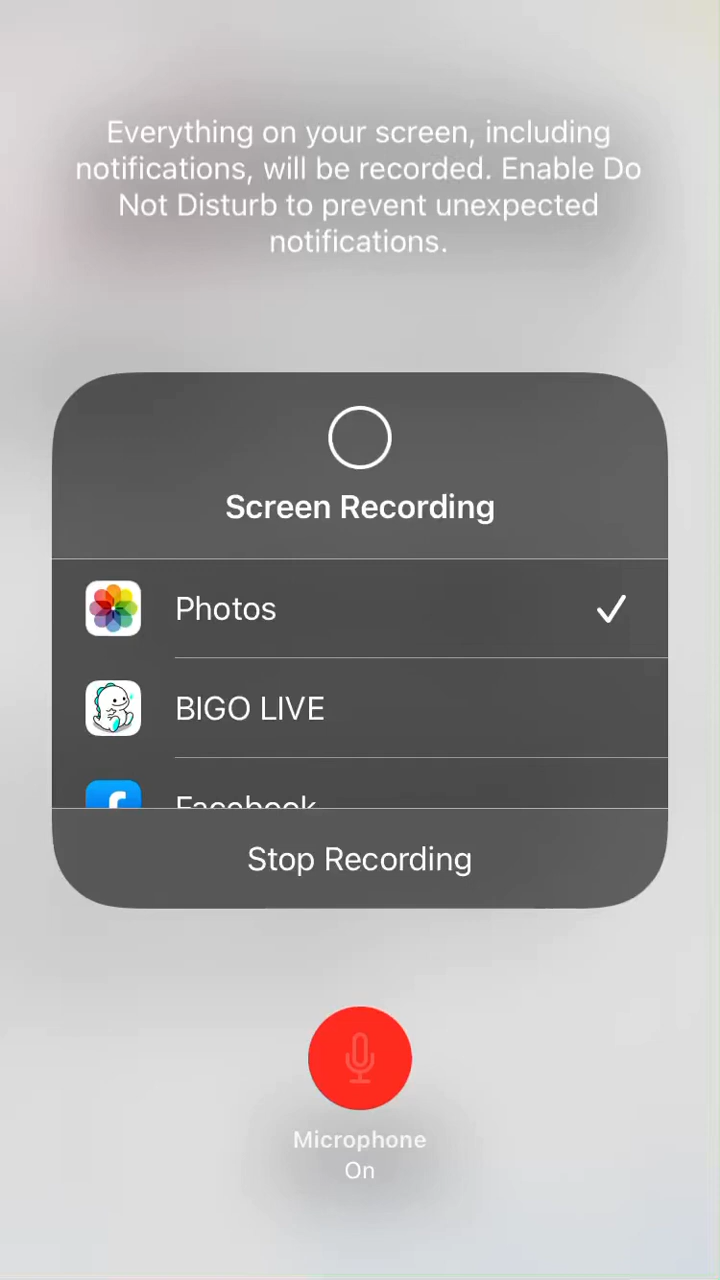 Everything on your screen, including
notifications, will be recorded. Enable Do
Not Disturb to prevent unexpected
notifications.
Screen Recording
Photos
BIGO LIVE
Facebook
Stop Recording
Microphone
On